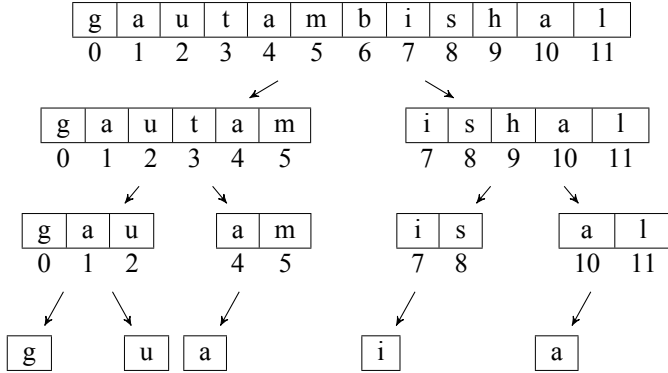 g a u t a m b i s h a l
0 1 2 3 4 5 6 7 8 9 10 11
g a u t a m i s h a l
0 1 2 3 4 5 7 8 9 10 11
g a u a m i s a l
0 1 2 4 5 7 8 10 11
g u a i a